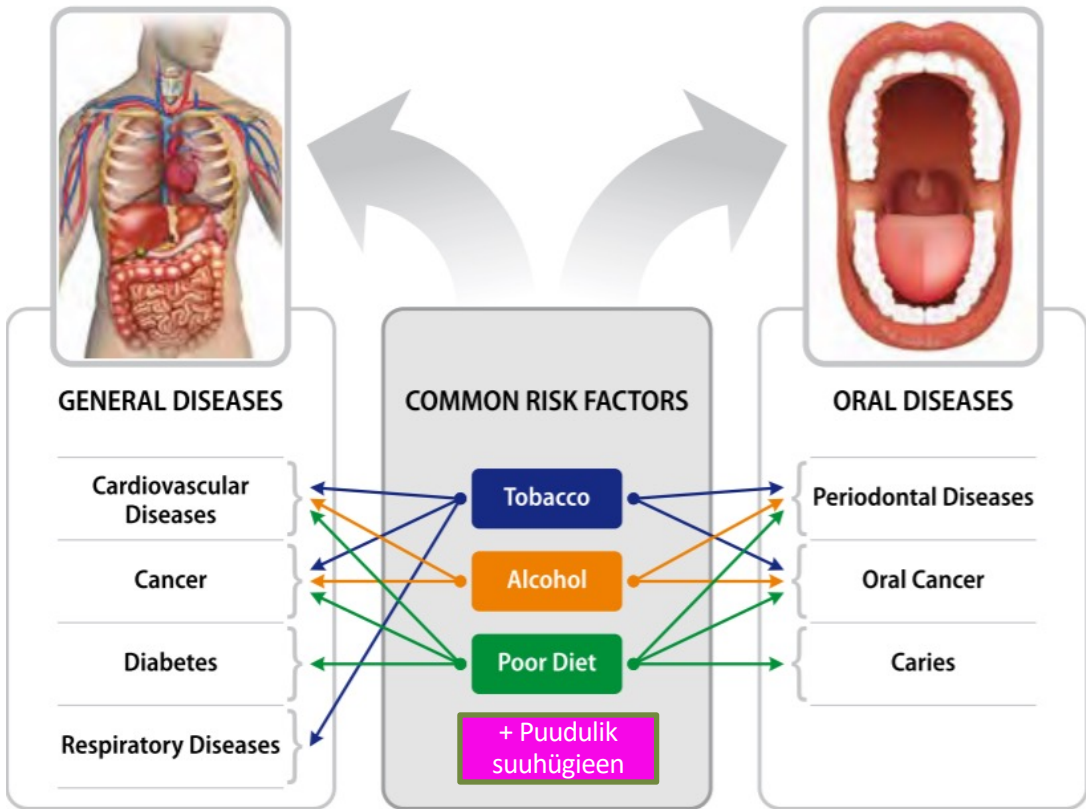 GENERAL DISEASES
Cardiovascular
Diseases
Cancer
Diabetes
Respiratory Diseases
COMMON RISK FACTORS
Tobacco
Alcohol
Poor Diet
+ Puudulik
suuhügieen
ORAL DISEASES
Periodontal Diseases
Oral Cancer
Caries